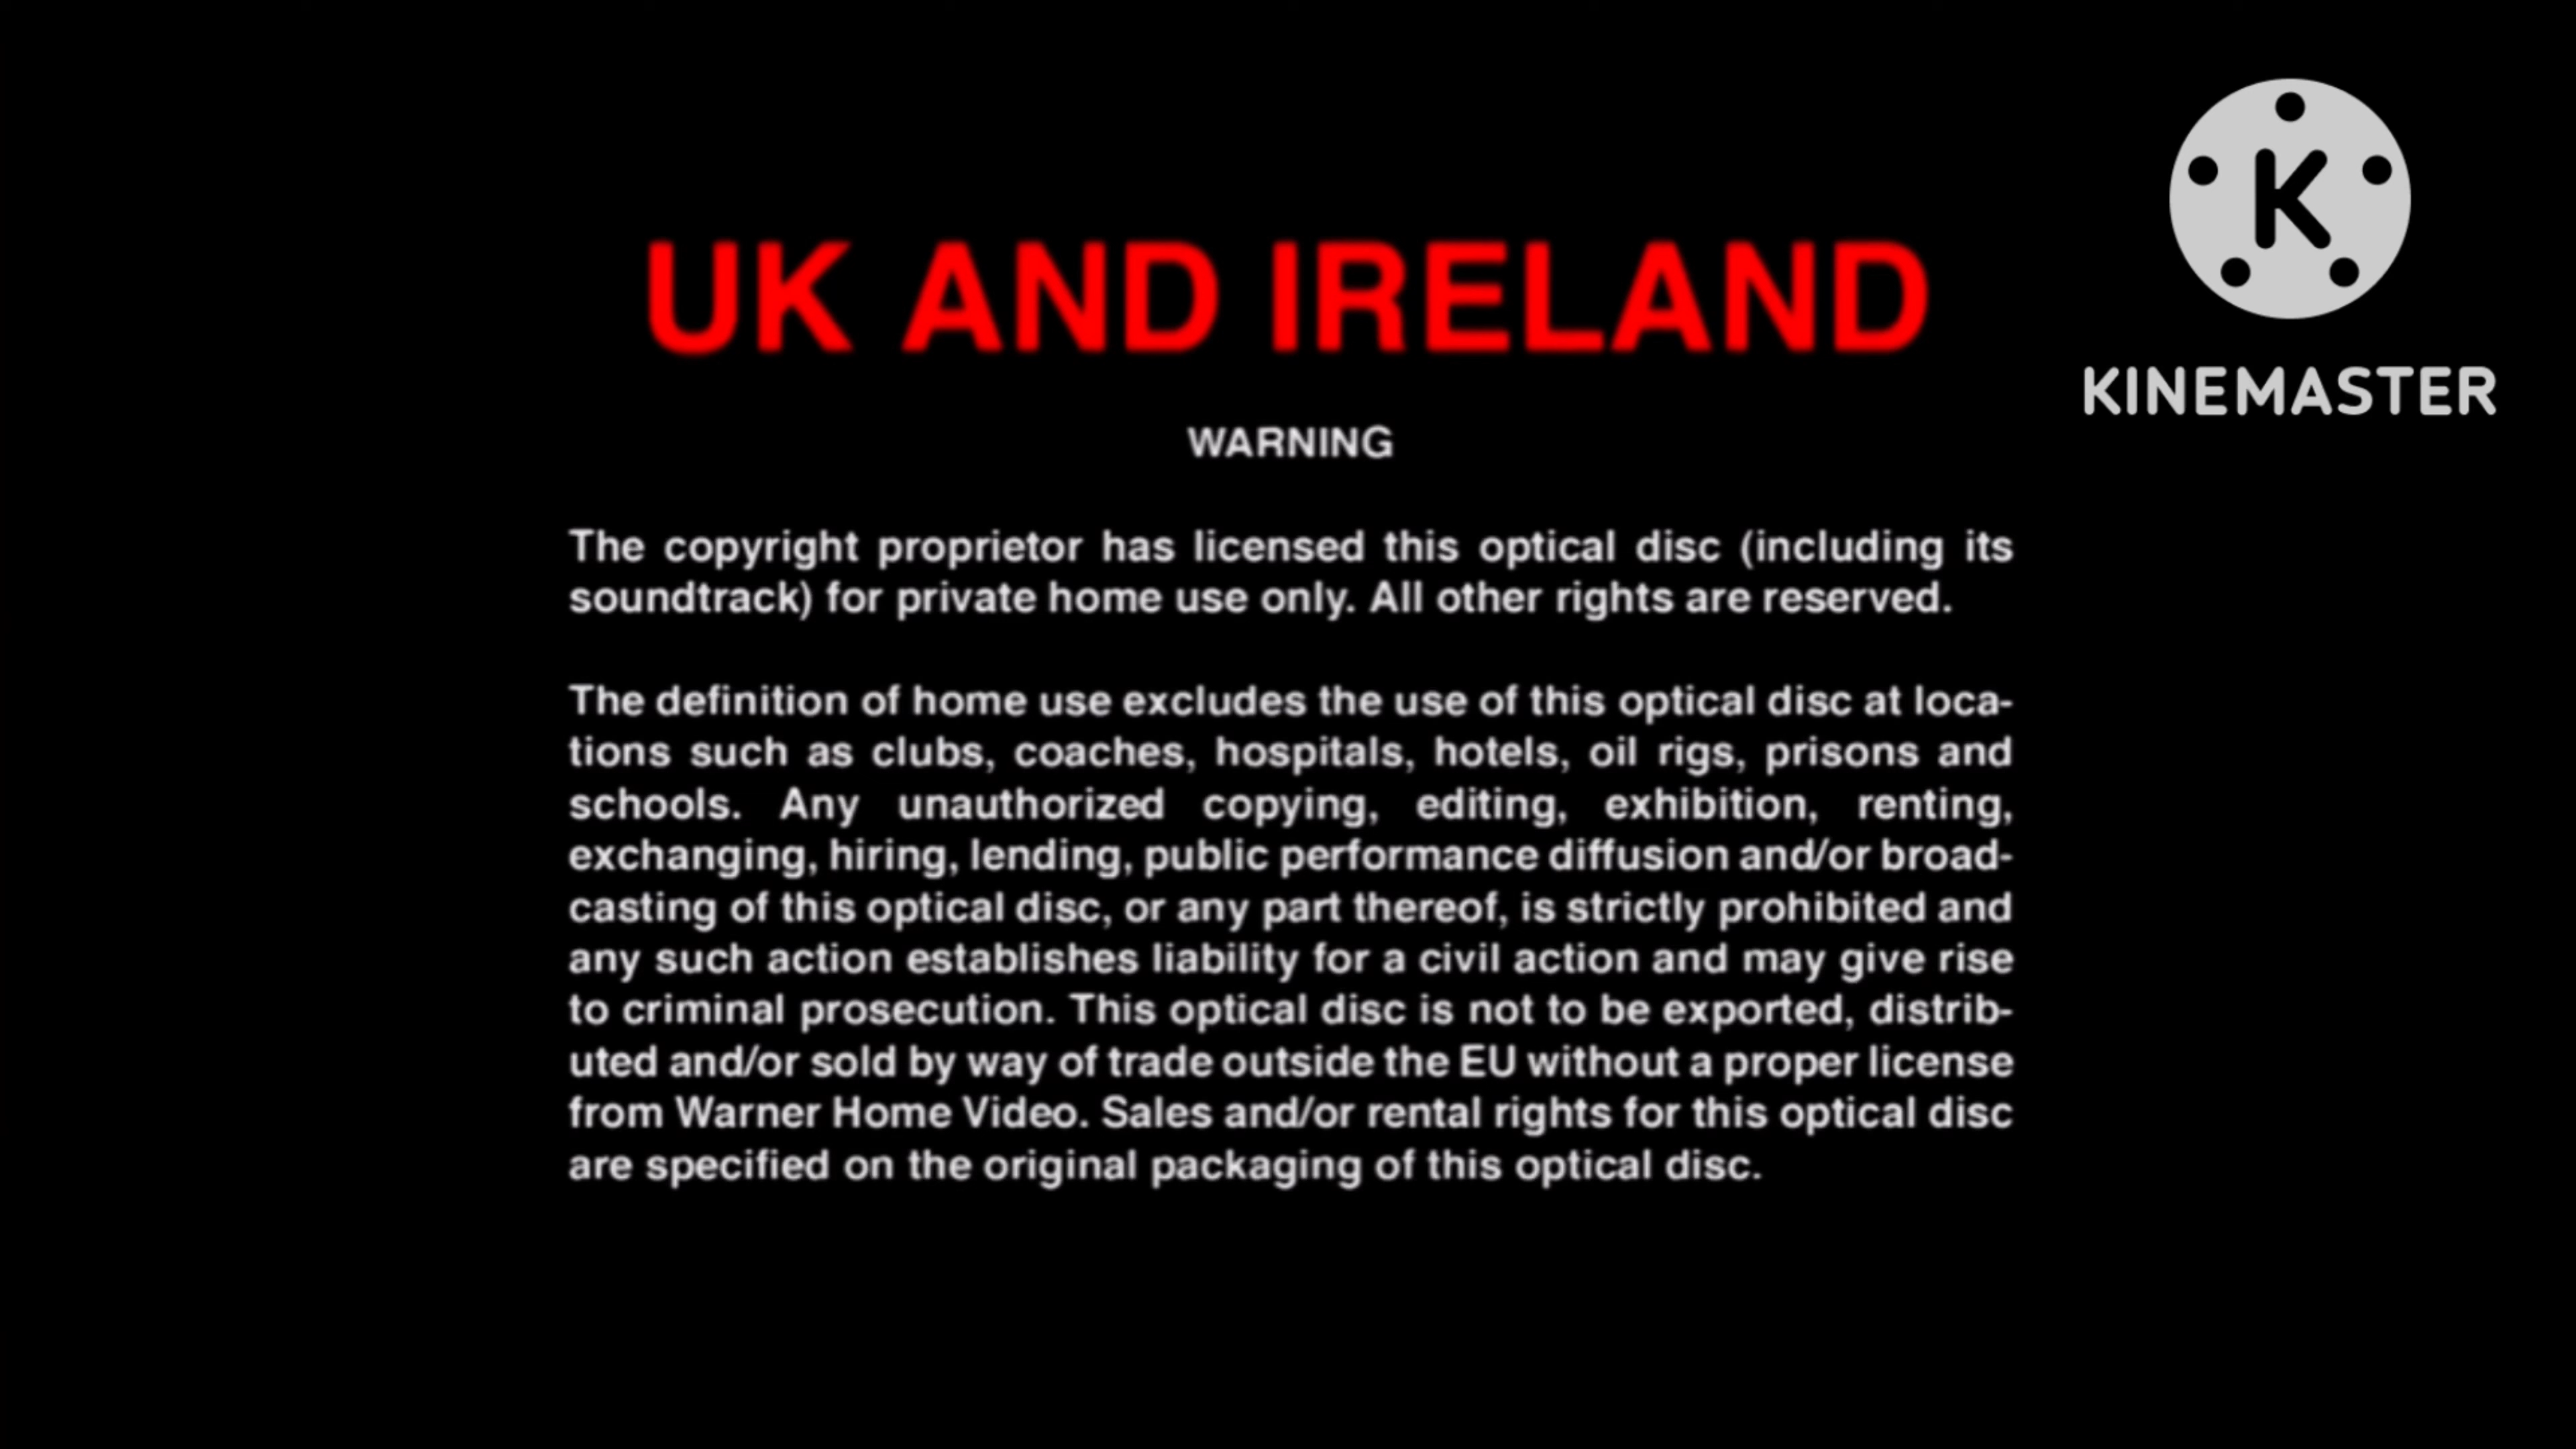 UK AND IRELAND
K
KINEMASTER
WARNING
The copyright proprietor has licensed this optical disc (including its
soundtrack) for private home use only. All other rights are reserved.
The definition of home use excludes the use of this optical disc at loca-
tions such as clubs, coaches, hospitals, hotels, oil rigs, prisons and
schools. Any unauthorized copying, editing, exhibition, renting,
exchanging, hiring, lending, public performance diffusion and/or broad-
casting of this optical disc, or any part thereof, is strictly prohibited and
any such action establishes liability for a civil action and may give rise
to criminal prosecution. This optical disc is not to be exported, distrib-
uted and/or sold by way of trade outside the EU without a proper license
from Warner Home Video. Sales and/or rental rights for this optical disc
are specified on the original packaging of this optical disc.